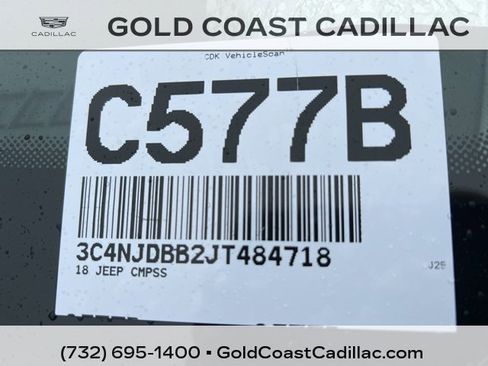 CADILLAC
GOLD COAST CADILLAC
CDK VehicleScan
C577B
3C4NJDBB2JT484718
18 JEEP CMPSS
J25
(732) 695-1400 ▪ GoldCoastCadillac.com